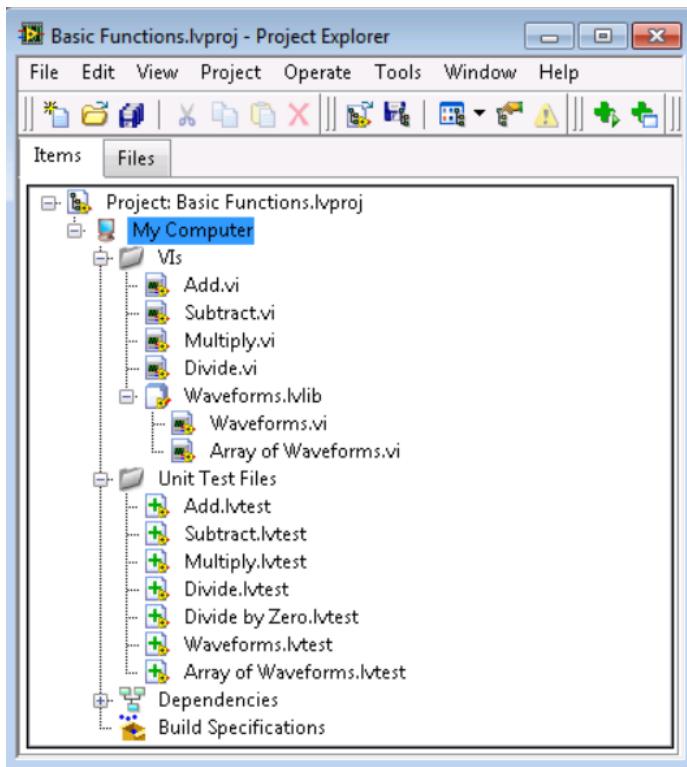 Basic Functions.lvproj - Project Explorer
File Edit View Project Operate Tools Window Help
Items Files
Project: Basic Functions.lvproj
My Computer
VIs
Add.vi
Subtract.vi
Multiply.vi
Divide.vi
Waveforms.lvlib
Waveforms.vi
Array of Waveforms.vi
Unit Test Files
Add.lvtest
Subtract.lvtest
Multiply.lvtest
Divide.lvtest
Divide by Zero.lvtest
Waveforms.lvtest
Array of Waveforms.lvtest
Dependencies
Build Specifications